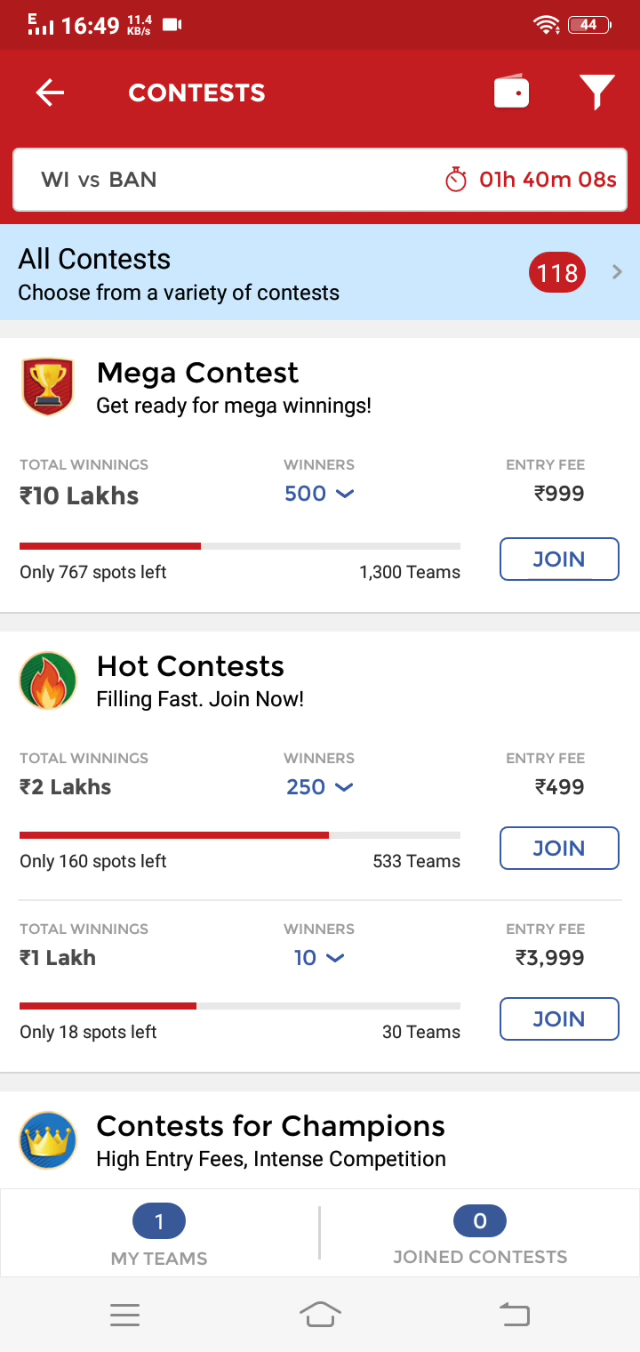 E 16:49 11.4 KB/s 44
CONTESTS
WI vs BAN 01h 40m 08s
All Contests
118
Choose from a variety of contests
Mega Contest
Get ready for mega winnings!
TOTAL WINNINGS WINNERS ENTRY FEE
₹10 Lakhs 500 ₹999
JOIN
Only 767 spots left 1,300 Teams
Hot Contests
Filling Fast. Join Now!
TOTAL WINNINGS WINNERS ENTRY FEE
₹2 Lakhs 250 ₹499
JOIN
Only 160 spots left 533 Teams
TOTAL WINNINGS WINNERS ENTRY FEE
₹1 Lakh 10 ₹3,999
JOIN
Only 18 spots left 30 Teams
Contests for Champions
High Entry Fees, Intense Competition
1 0
MY TEAMS JOINED CONTESTS